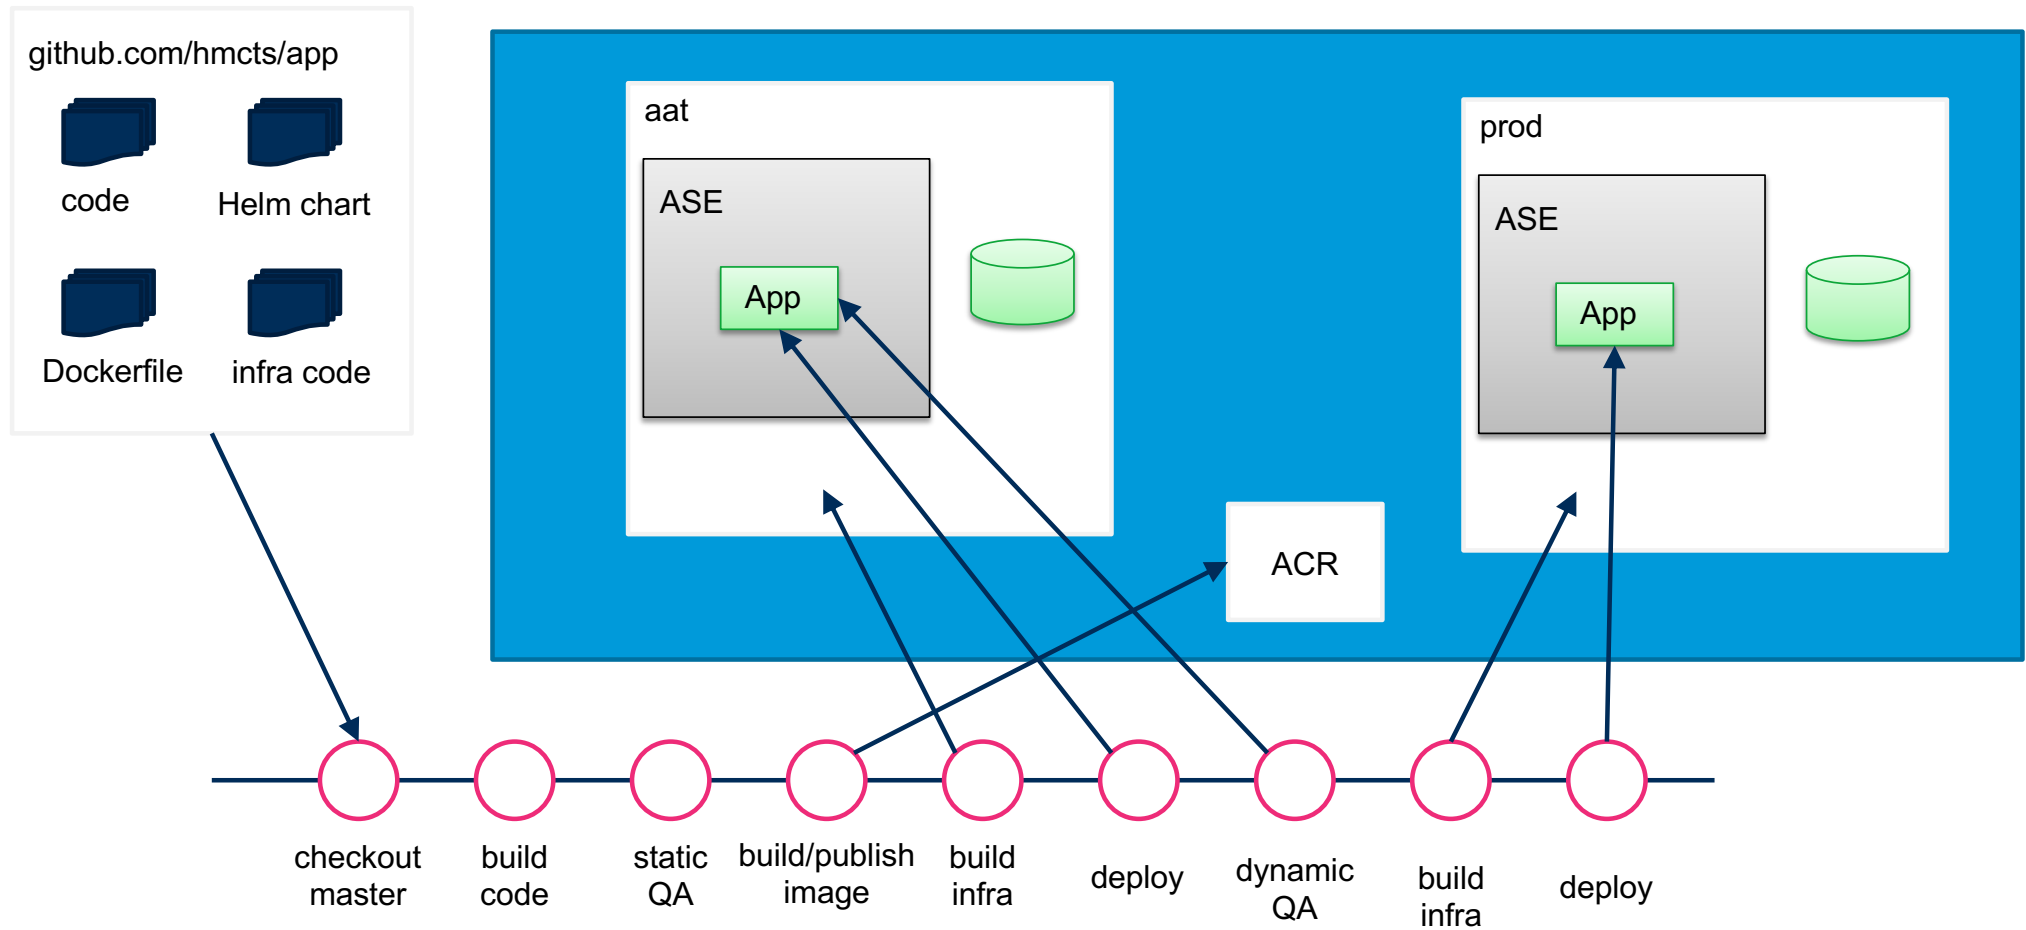 github.com/hmcts/app
code
Helm chart
Dockerfile
infra code
aat
ASE
App
prod
ASE
App
ACR
checkout
master
build
code
static
QA
build/publish
image
build
infra
deploy
dynamic
QA
build
infra
deploy